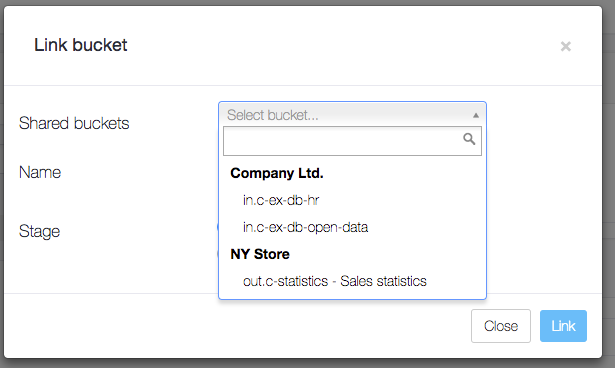 Link bucket ×
Shared buckets
Select bucket...
Company Ltd.
Name
in.c-ex-db-hr
in.c-ex-db-open-data
Stage
NY Store
out.c-statistics - Sales statistics
Close
Link